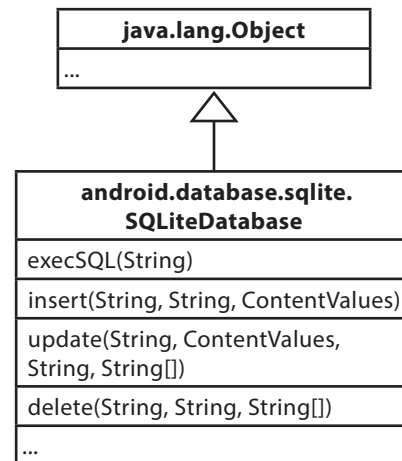 java.lang.Object
...
android.database.sqlite.
SQLiteDatabase
execSQL(String)
insert(String, String, ContentValues)
update(String, ContentValues,
String, String[])
delete(String, String, String[])
...